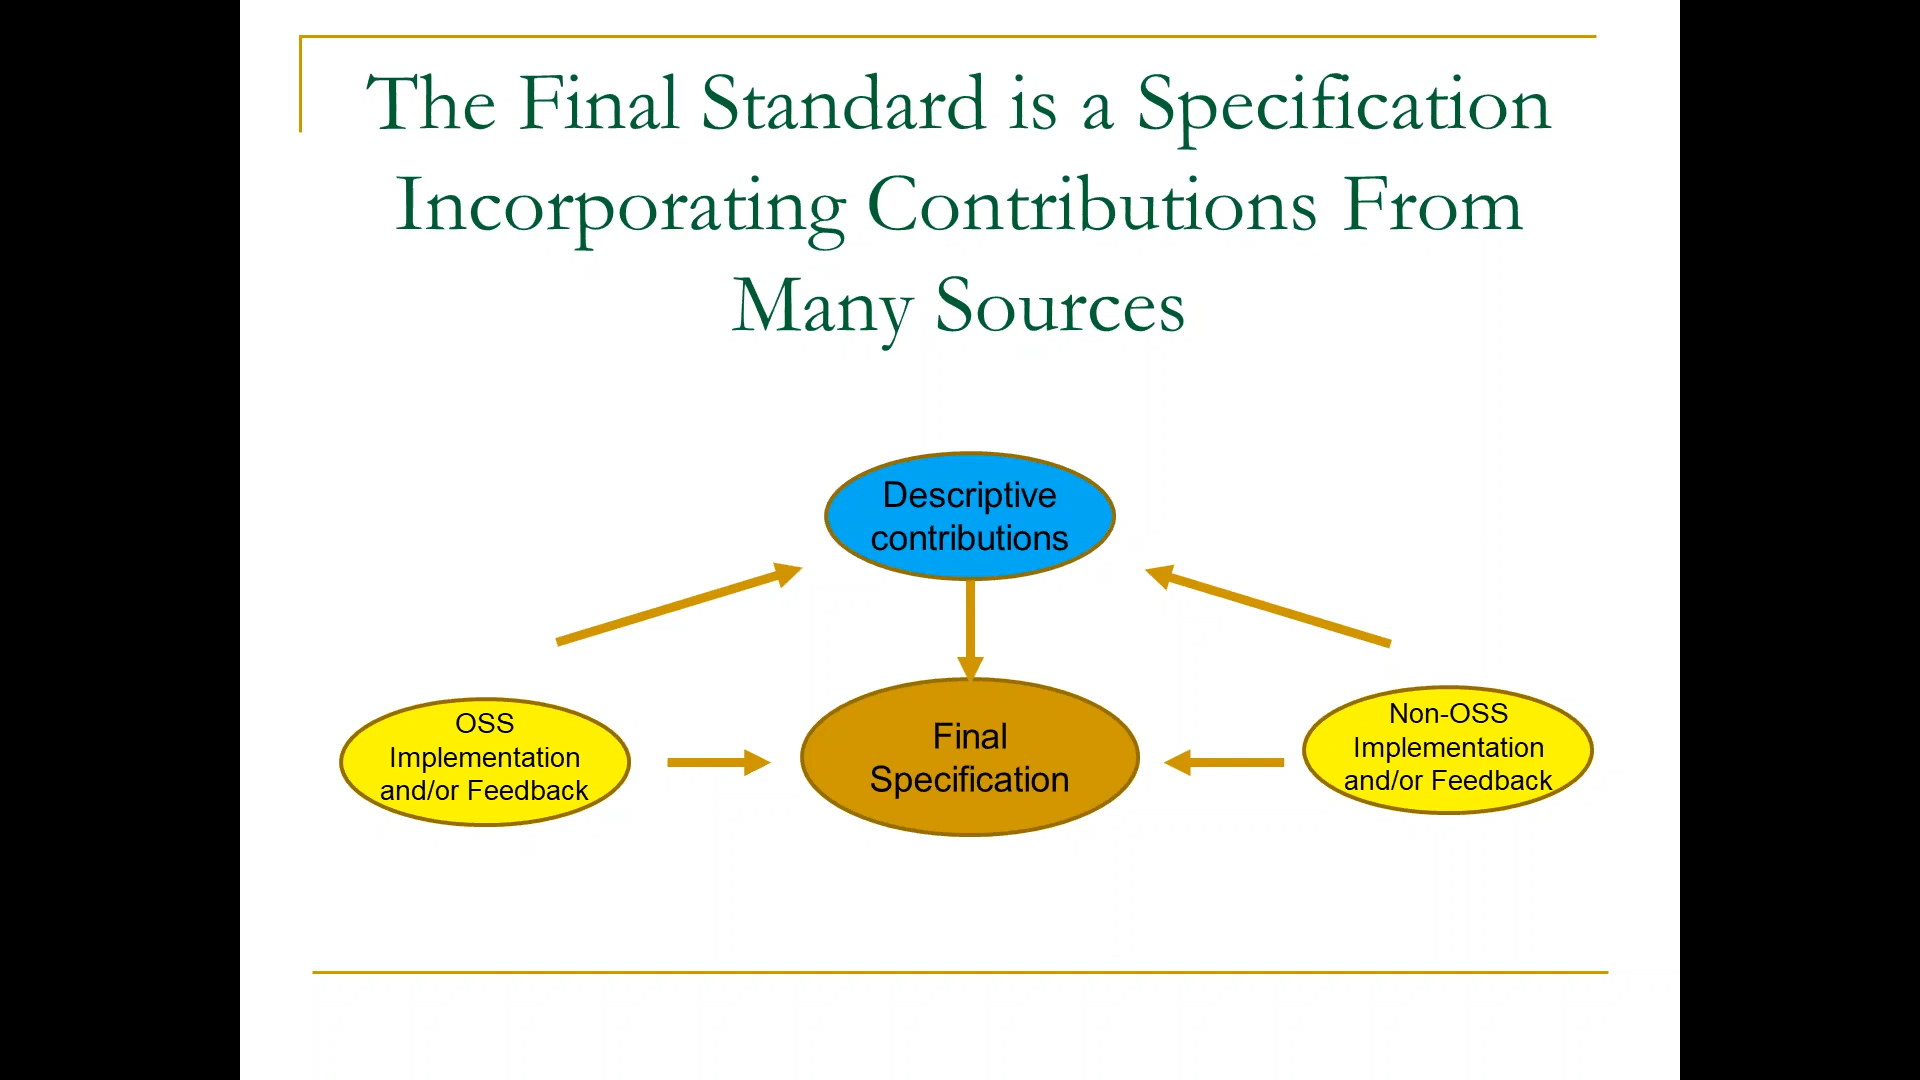 The Final Standard is a Specification
Incorporating Contributions From
Many Sources
Descriptive
contributions
OSS
Implementation
and/or Feedback
Final
Specification
Non-OSS
Implementation
and/or Feedback